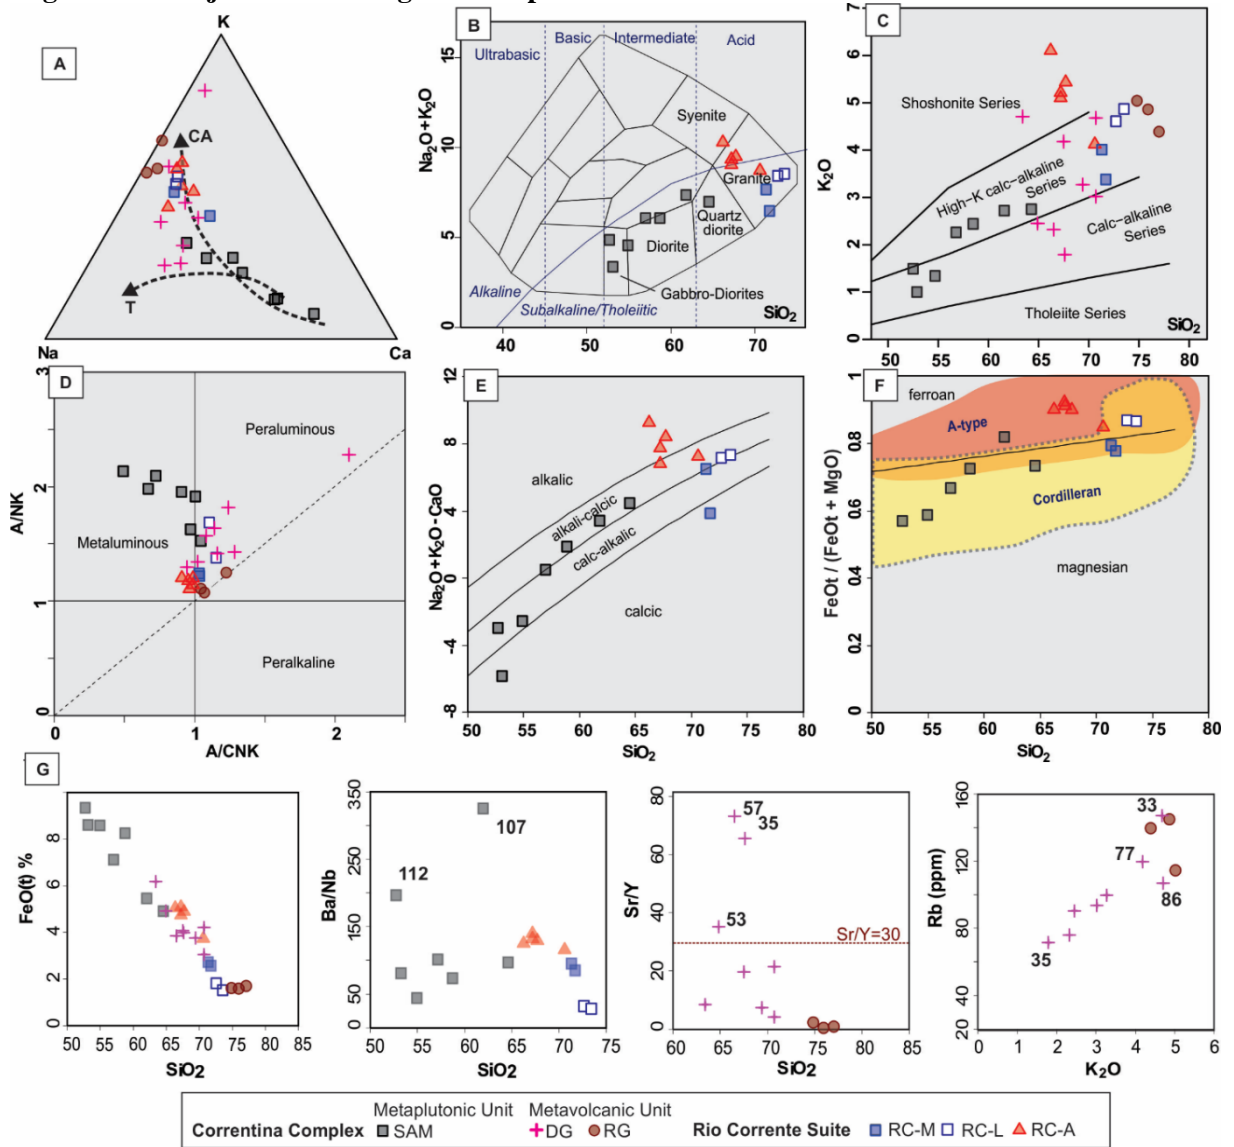 A
K
CA
T
Na
Ca
B
Ultrabasic
Basic
Intermediate
Acid
Syenite
Granite
Quartz
diorite
Diorite
Gabbro-Diorites
Alkaline
Subalkaline/Tholeiitic
Na2O+K2O
0 5 10 15
SiO2
40 50 60 70
C
Shoshonite Series
High-K calc-alkaline
Series
Calc-alkaline
Series
Tholeiite Series
K2O
0 1 2 3 4 5 6 7
SiO2
50 55 60 65 70 75 80
D
Peraluminous
Metaluminous
Peralkaline
A/NK
0 1 2 3
0 1 2
A/CNK
E
alkalic
alkali-calcic
calc-alkalic
calcic
Na2O+K2O-CaO
-8 -4 0 4 8 12
50 55 60 65 70 75 80
SiO2
F
ferroan
A-type
Cordilleran
magnesian
FeOt / (FeOt + MgO)
0 0.2 0.4 0.6 0.8 1
50 55 60 65 70 75 80
SiO2
G
FeO(t) %
0 2 4 6 8
50 55 60 65 70 75 80 85
SiO2
Ba/Nb
0 50 150 250 350
112
107
50 55 60 65 70 75 80 85
SiO2
Sr/Y
0 20 40 60 80
57
35
53
Sr/Y=30
60 65 70 75 80 85
SiO2
Rb (ppm)
20 40 80 120 160
33
77
86
35
0 1 2 3 4 5 6
K2O
Metaplutonic Unit Metavolcanic Unit
Correntina Complex SAM DG RG Rio Corrente Suite RC-M RC-L RC-A